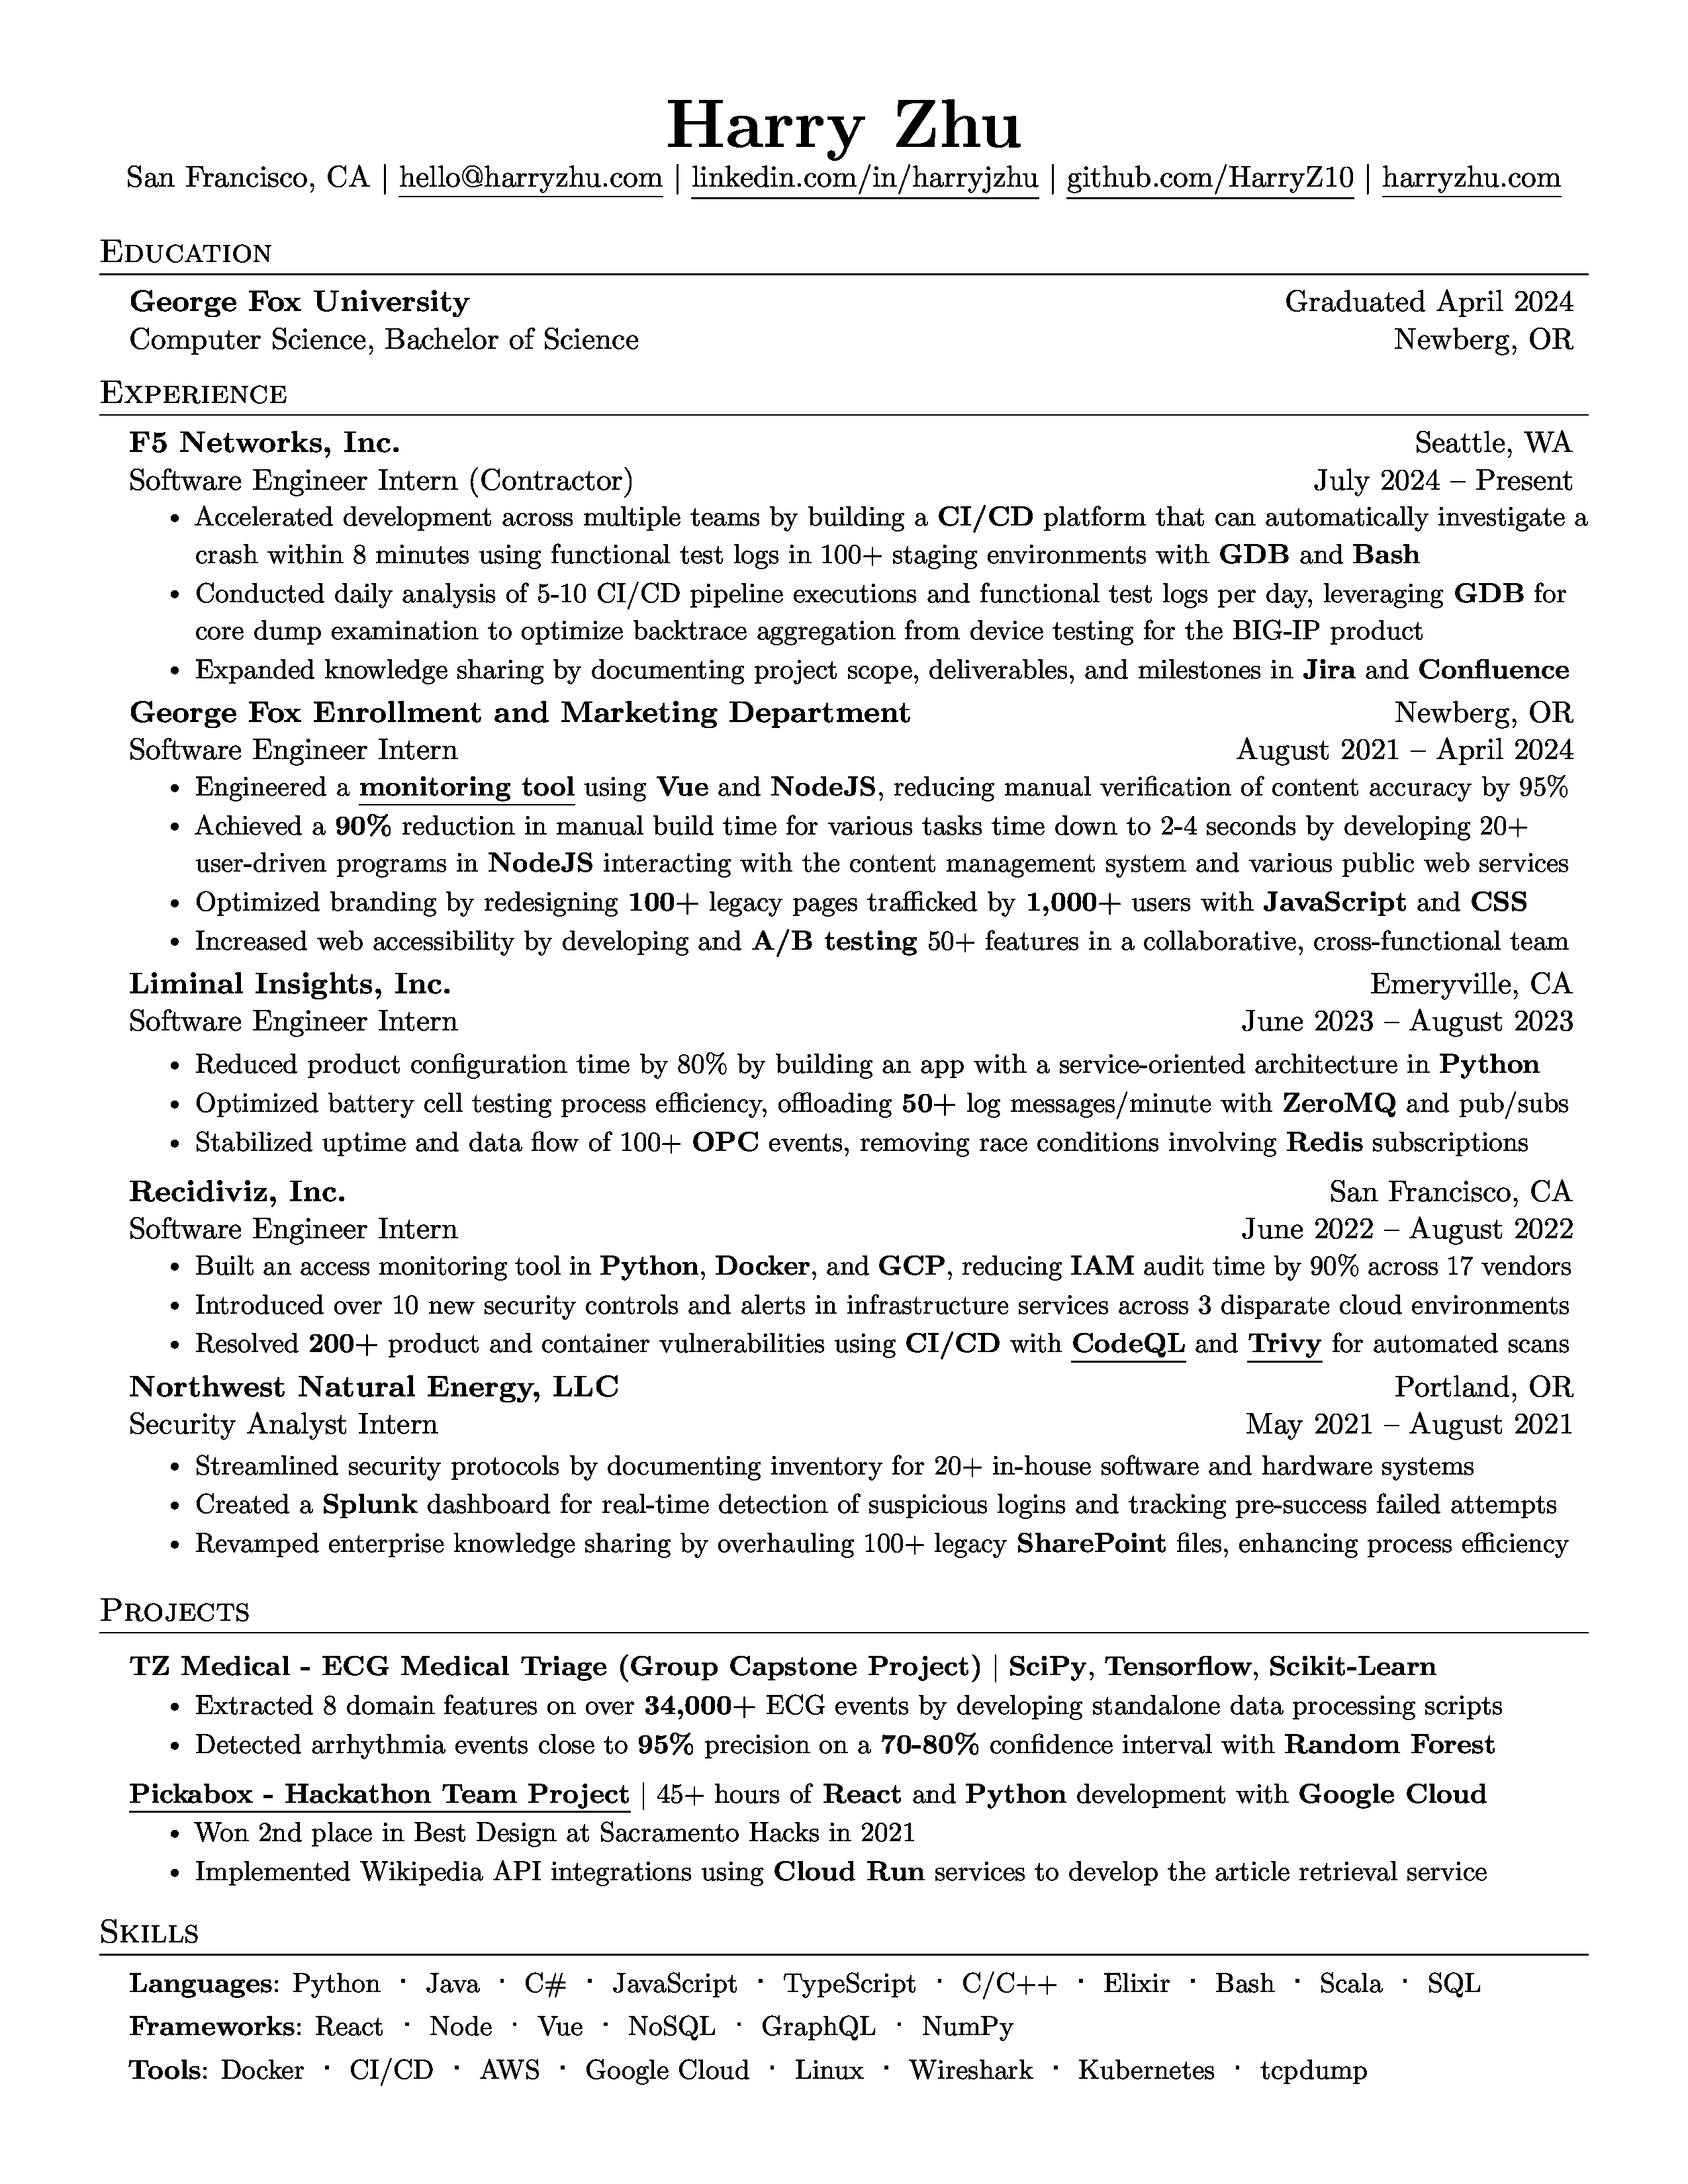 Harry Zhu
San Francisco, CA | hello@harryzhu.com | linkedin.com/in/harryjzhu | github.com/HarryZ10 | harryzhu.com
Education
George Fox University Graduated April 2024
Computer Science, Bachelor of Science Newberg, OR
Experience
F5 Networks, Inc. Seattle, WA
Software Engineer Intern (Contractor) July 2024 – Present
• Accelerated development across multiple teams by building a CI/CD platform that can automatically investigate a
crash within 8 minutes using functional test logs in 100+ staging environments with GDB and Bash
• Conducted daily analysis of 5-10 CI/CD pipeline executions and functional test logs per day, leveraging GDB for
core dump examination to optimize backtrace aggregation from device testing for the BIG-IP product
• Expanded knowledge sharing by documenting project scope, deliverables, and milestones in Jira and Confluence
George Fox Enrollment and Marketing Department Newberg, OR
Software Engineer Intern August 2021 – April 2024
• Engineered a monitoring tool using Vue and NodeJS, reducing manual verification of content accuracy by 95%
• Achieved a 90% reduction in manual build time for various tasks time down to 2-4 seconds by developing 20+
user-driven programs in NodeJS interacting with the content management system and various public web services
• Optimized branding by redesigning 100+ legacy pages trafficked by 1,000+ users with JavaScript and CSS
• Increased web accessibility by developing and A/B testing 50+ features in a collaborative, cross-functional team
Liminal Insights, Inc. Emeryville, CA
Software Engineer Intern June 2023 – August 2023
• Reduced product configuration time by 80% by building an app with a service-oriented architecture in Python
• Optimized battery cell testing process efficiency, offloading 50+ log messages/minute with ZeroMQ and pub/subs
• Stabilized uptime and data flow of 100+ OPC events, removing race conditions involving Redis subscriptions
Recidiviz, Inc. San Francisco, CA
Software Engineer Intern June 2022 – August 2022
• Built an access monitoring tool in Python, Docker, and GCP, reducing IAM audit time by 90% across 17 vendors
• Introduced over 10 new security controls and alerts in infrastructure services across 3 disparate cloud environments
• Resolved 200+ product and container vulnerabilities using CI/CD with CodeQL and Trivy for automated scans
Northwest Natural Energy, LLC Portland, OR
Security Analyst Intern May 2021 – August 2021
• Streamlined security protocols by documenting inventory for 20+ in-house software and hardware systems
• Created a Splunk dashboard for real-time detection of suspicious logins and tracking pre-success failed attempts
• Revamped enterprise knowledge sharing by overhauling 100+ legacy SharePoint files, enhancing process efficiency
Projects
TZ Medical - ECG Medical Triage (Group Capstone Project) | SciPy, Tensorflow, Scikit-Learn
• Extracted 8 domain features on over 34,000+ ECG events by developing standalone data processing scripts
• Detected arrhythmia events close to 95% precision on a 70-80% confidence interval with Random Forest
Pickabox - Hackathon Team Project | 45+ hours of React and Python development with Google Cloud
• Won 2nd place in Best Design at Sacramento Hacks in 2021
• Implemented Wikipedia API integrations using Cloud Run services to develop the article retrieval service
Skills
Languages: Python · Java · C# · JavaScript · TypeScript · C/C++ · Elixir · Bash · Scala · SQL
Frameworks: React · Node · Vue · NoSQL · GraphQL · NumPy
Tools: Docker · CI/CD · AWS · Google Cloud · Linux · Wireshark · Kubernetes · tcpdump